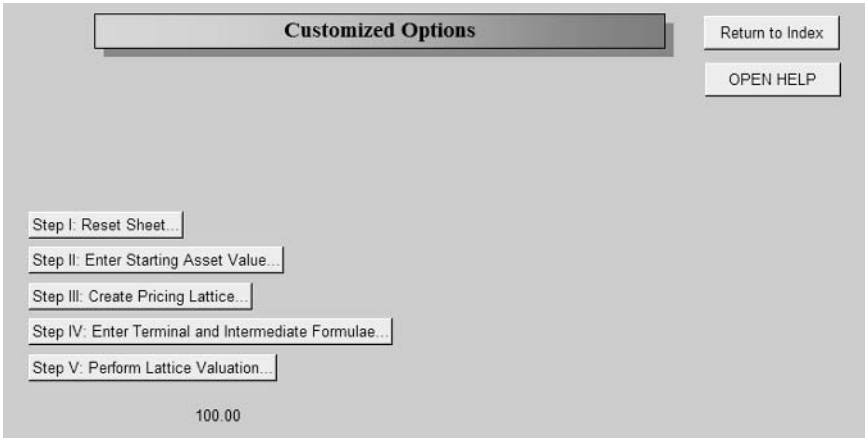 Customized Options
Return to Index
OPEN HELP
Step I: Reset Sheet...
Step II: Enter Starting Asset Value...
Step III: Create Pricing Lattice...
Step IV: Enter Terminal and Intermediate Formulae...
Step V: Perform Lattice Valuation...
100.00